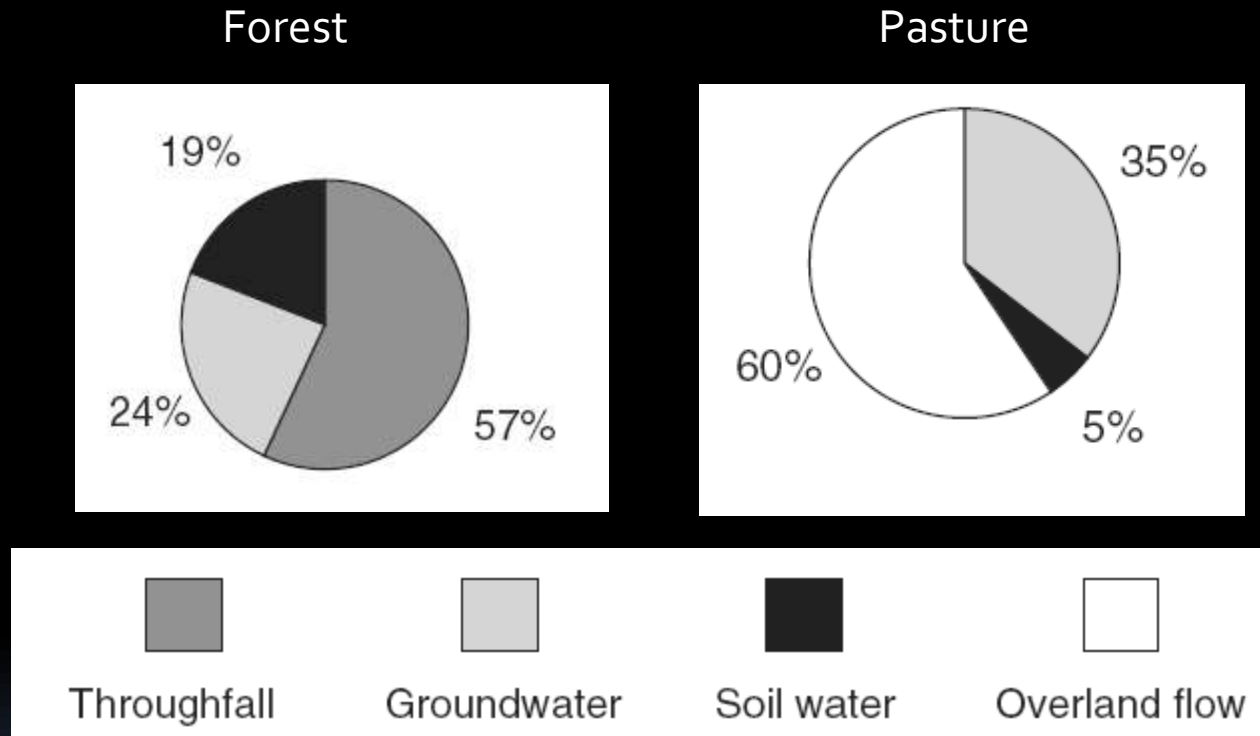 Forest
Pasture
19%
24%
57%
35%
60%
5%
Throughfall
Groundwater
Soil water
Overland flow